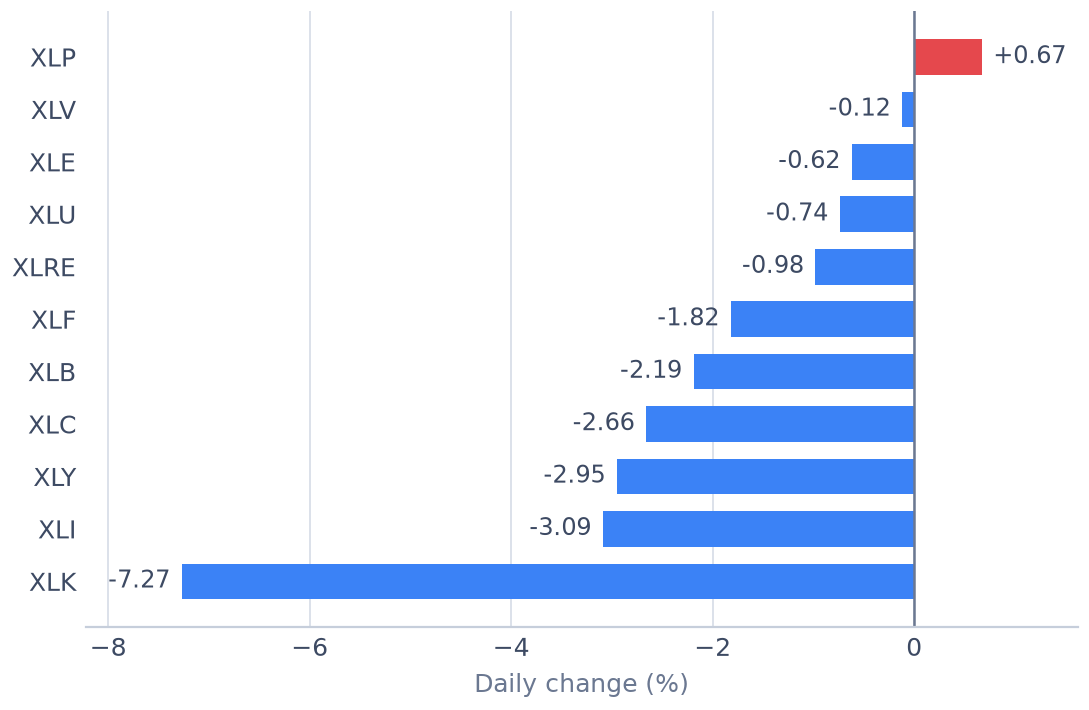 XLP +0.67
XLV -0.12
XLE -0.62
XLU -0.74
XLRE -0.98
XLF -1.82
XLB -2.19
XLC -2.66
XLY -2.95
XLI -3.09
XLK -7.27
−8 −6 −4 −2 0
Daily change (%)